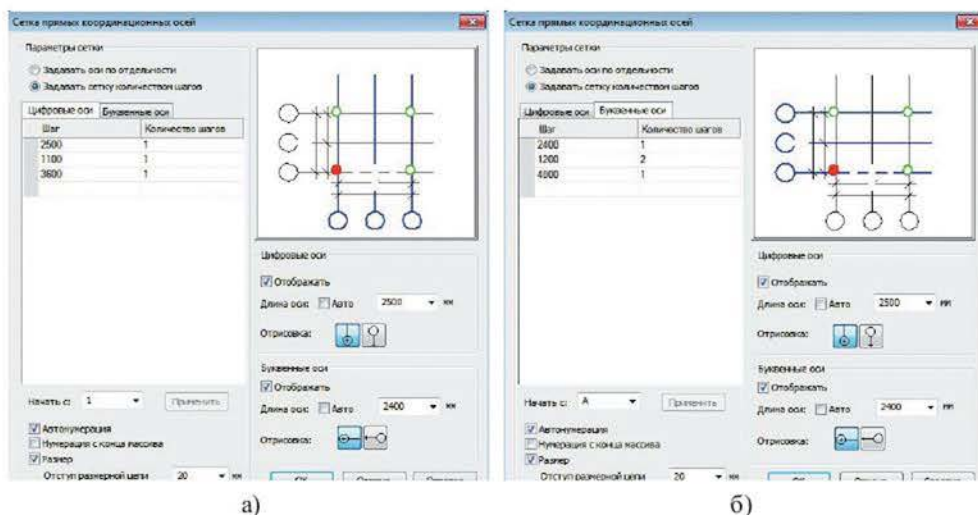 Сетка прямых координационных осей
Параметры сетки
Задавать оси по отдельности
Задавать сетку количеством шагов
Цифровые оси Буквенные оси
Шаг Количество шагов
2500 1
1100 1
3600 1
Цифровые оси
Отображать
Длина оси: Авто 2500 мм
Отрисовка:
Буквенные оси
Отображать
Длина оси: Авто 2400 мм
Отрисовка:
Начать с: 1 Применить
Автонумерация
Нумерация с конца массива
Размер
Отступ размерной цепи 20 мм
а)
Сетка прямых координационных осей
Параметры сетки
Задавать оси по отдельности
Задавать сетку количеством шагов
Цифровые оси Буквенные оси
Шаг Количество шагов
2400 1
1200 2
4800 1
Цифровые оси
Отображать
Длина оси: Авто 2500 мм
Отрисовка:
Буквенные оси
Отображать
Длина оси: Авто 2400 мм
Отрисовка:
Начать с: А Применить
Автонумерация
Нумерация с конца массива
Размер
Отступ размерной цепи 20 мм
б)